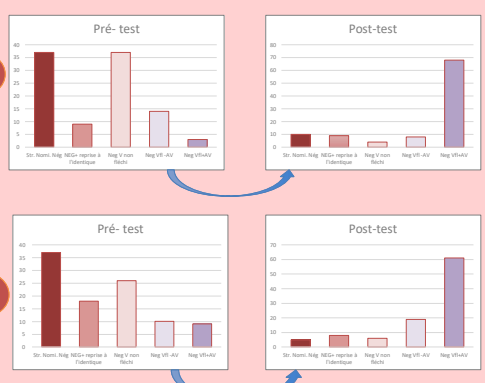 Pré- test
40
35
30
25
20
15
10
5
0
Str. Nomi. Nég NEG+ reprise à Neg V non Neg Vfl -AV Neg Vfl+AV
l'identique fléchi
Post-test
80
70
60
50
40
30
20
10
0
Str. Nomi. Nég NEG+ reprise à Neg V non Neg Vfl -AV Neg Vfl+AV
l'identique fléchi
Pré- test
40
35
30
25
20
15
10
5
0
Str. Nomi. Nég NEG+ reprise à Neg V non Neg Vfl -AV Neg Vfl+AV
l'identique fléchi
Post-test
70
60
50
40
30
20
10
0
Str. Nomi. Nég NEG+ reprise à Neg V non Neg Vfl -AV Neg Vfl+AV
l'identique fléchi